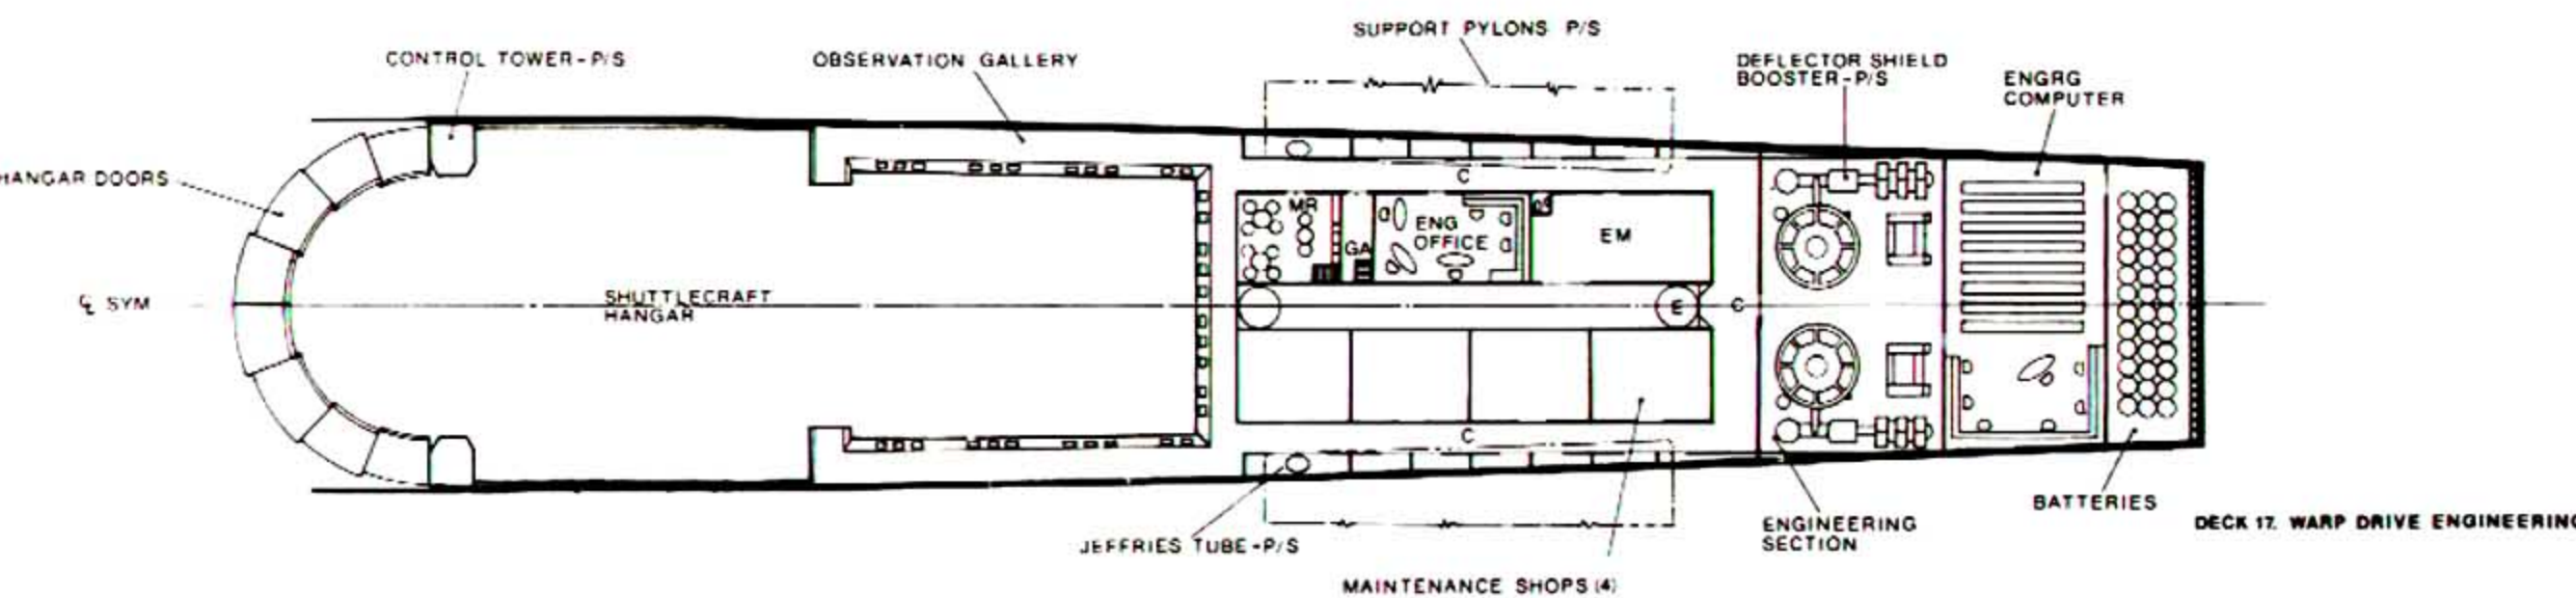 SUPPORT PYLONS P/S
CONTROL TOWER-P/S
OBSERVATION GALLERY
DEFLECTOR SHIELD
BOOSTER-P/S
ENGRG
COMPUTER
HANGAR DOORS
C
MR
GA
ENG
OFFICE
EM
℄ SYM
SHUTTLECRAFT
HANGAR
E
C
C
JEFFRIES TUBE-P/S
MAINTENANCE SHOPS (4)
ENGINEERING
SECTION
BATTERIES
DECK 17. WARP DRIVE ENGINEERING